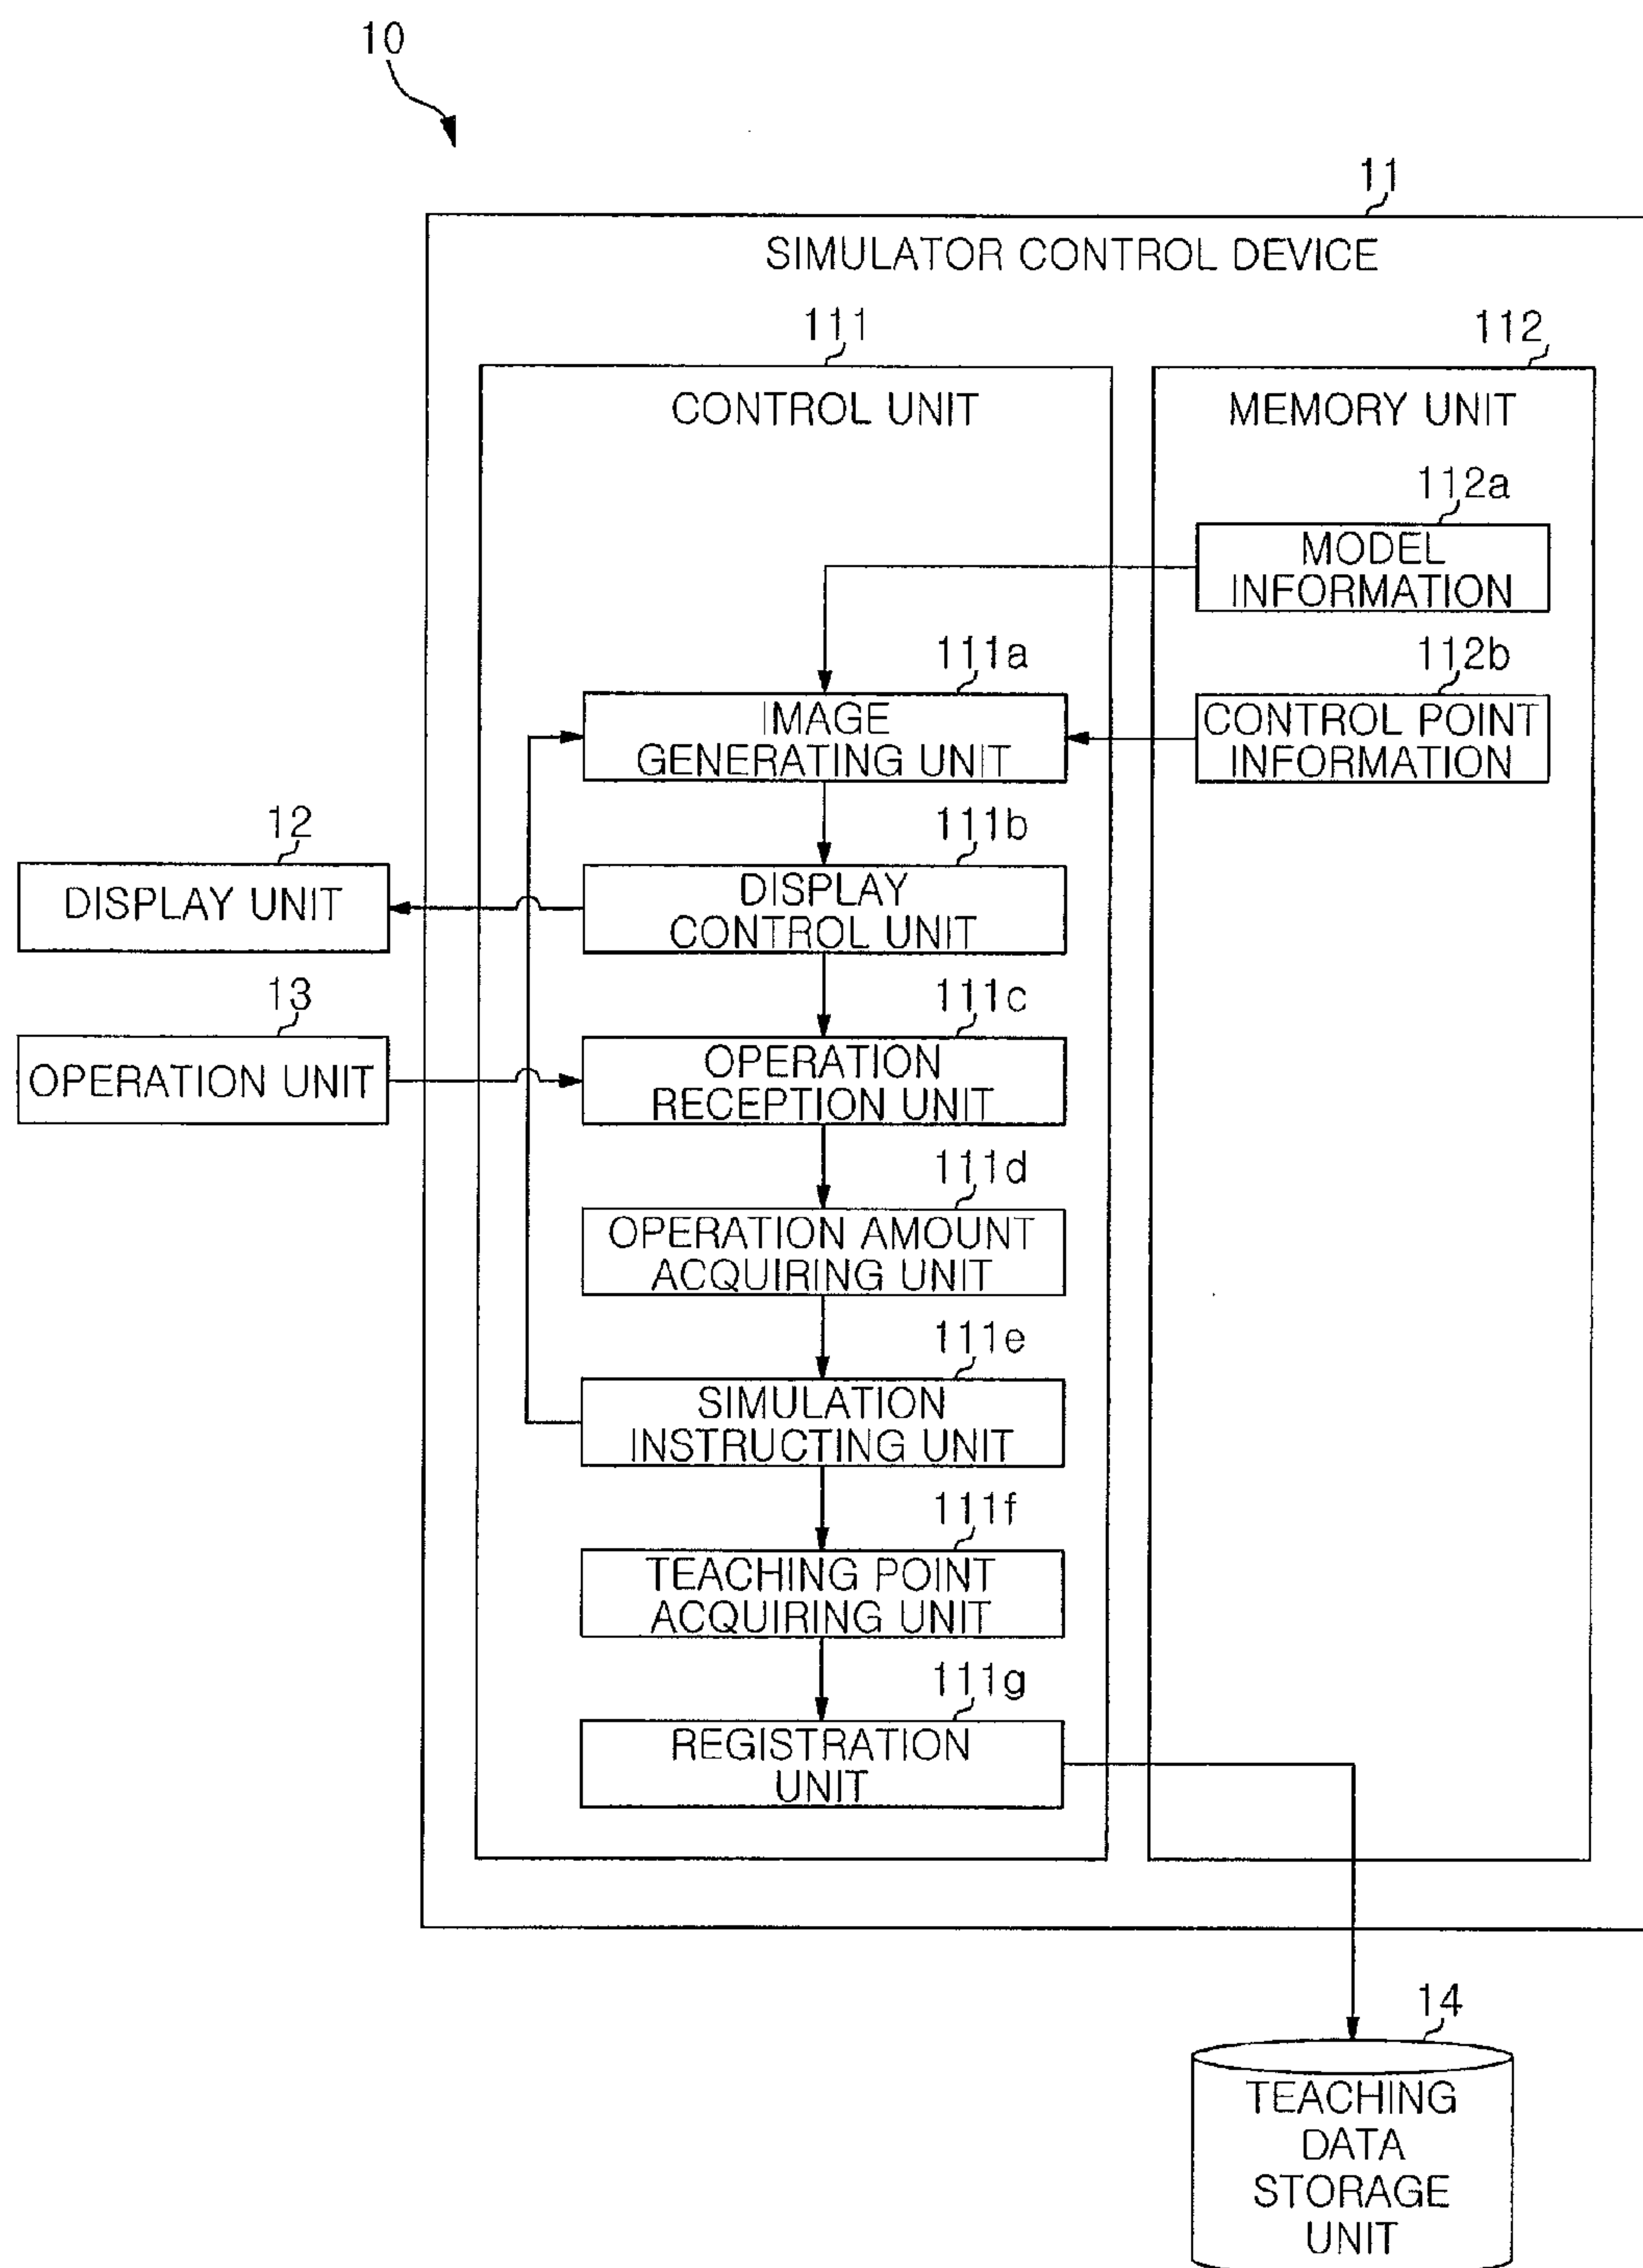 10
11
SIMULATOR CONTROL DEVICE
111
112
CONTROL UNIT
MEMORY UNIT
112a
MODEL
INFORMATION
111a
112b
IMAGE
GENERATING UNIT
CONTROL POINT
INFORMATION
12
111b
DISPLAY UNIT
DISPLAY
CONTROL UNIT
13
111c
OPERATION UNIT
OPERATION
RECEPTION UNIT
111d
OPERATION AMOUNT
ACQUIRING UNIT
111e
SIMULATION
INSTRUCTING UNIT
111f
TEACHING POINT
ACQUIRING UNIT
111g
REGISTRATION
UNIT
14
TEACHING
DATA
STORAGE
UNIT